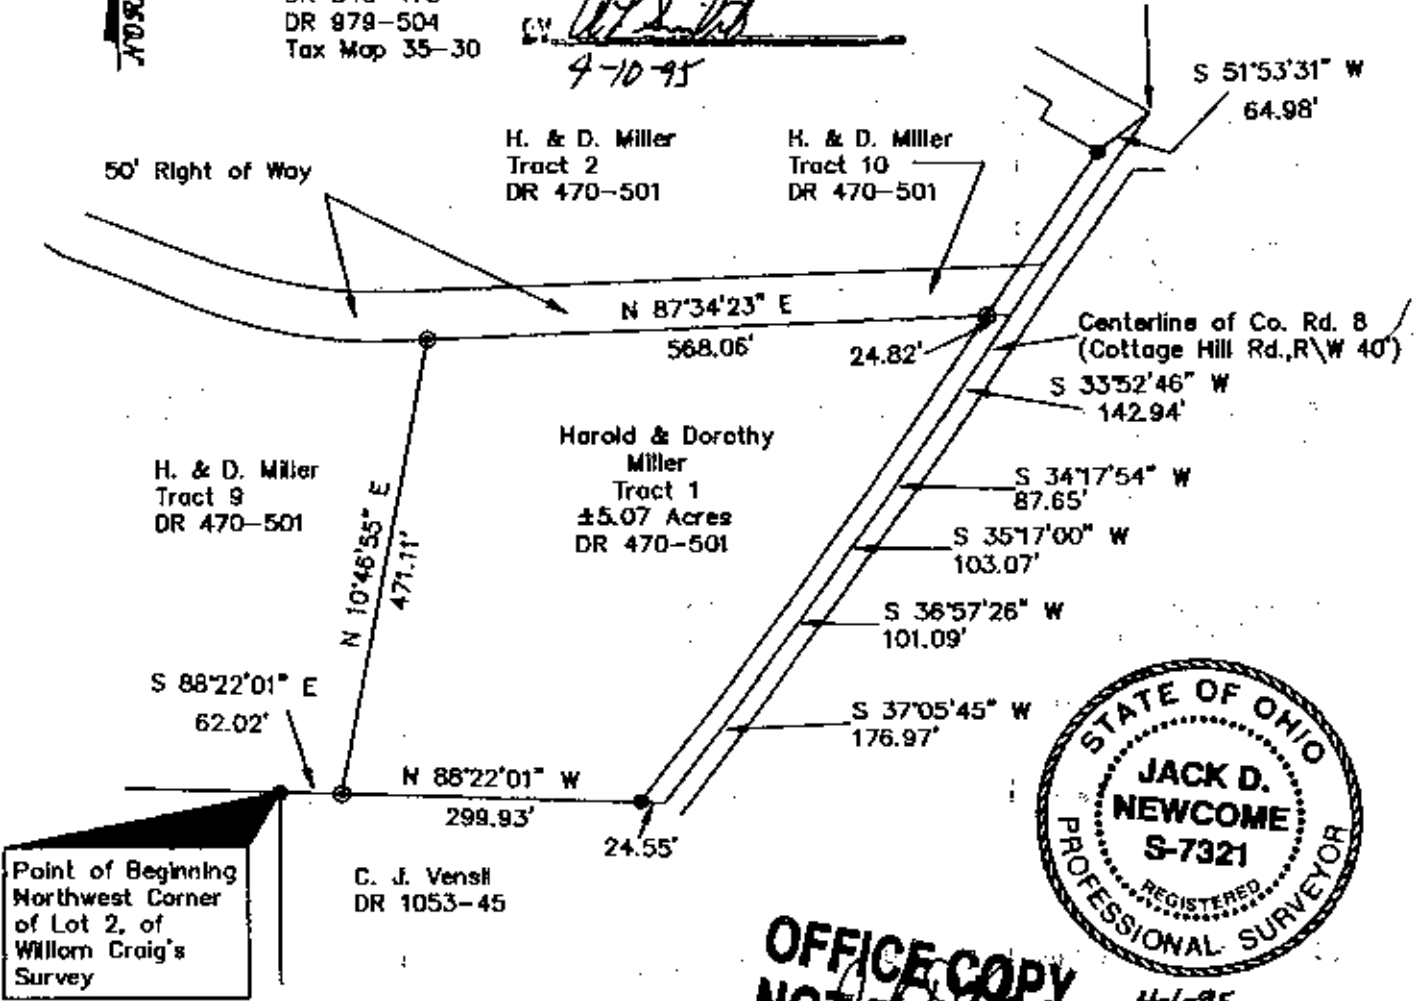 DR 979-504
Tax Map 35-30
4-10-95
S 51°53'31" W
64.98'
H. & D. Miller
Tract 2
DR 470-501
H. & D. Miller
Tract 10
DR 470-501
50' Right of Way
N 87°34'23" E
568.06'
24.82'
Centerline of Co. Rd. 8
(Cottage Hill Rd.,R\W 40')
S 33°52'46" W
142.94'
Harold & Dorothy
Miller
Tract 1
±5.07 Acres
DR 470-501
H. & D. Miller
Tract 9
DR 470-501
S 34°17'54" W
87.65'
S 35°17'00" W
103.07'
N 10°46'55" E
471.11'
S 36°57'26" W
101.09'
S 88°22'01" E
62.02'
S 37°05'45" W
176.97'
N 88°22'01" W
299.93'
24.55'
STATE OF OHIO
JACK D.
NEWCOME
S-7321
REGISTERED
PROFESSIONAL SURVEYOR
Point of Beginning
Northwest Corner
of Lot 2, of
William Craig's
Survey
C. J. Vensil
DR 1053-45
OFFICE COPY